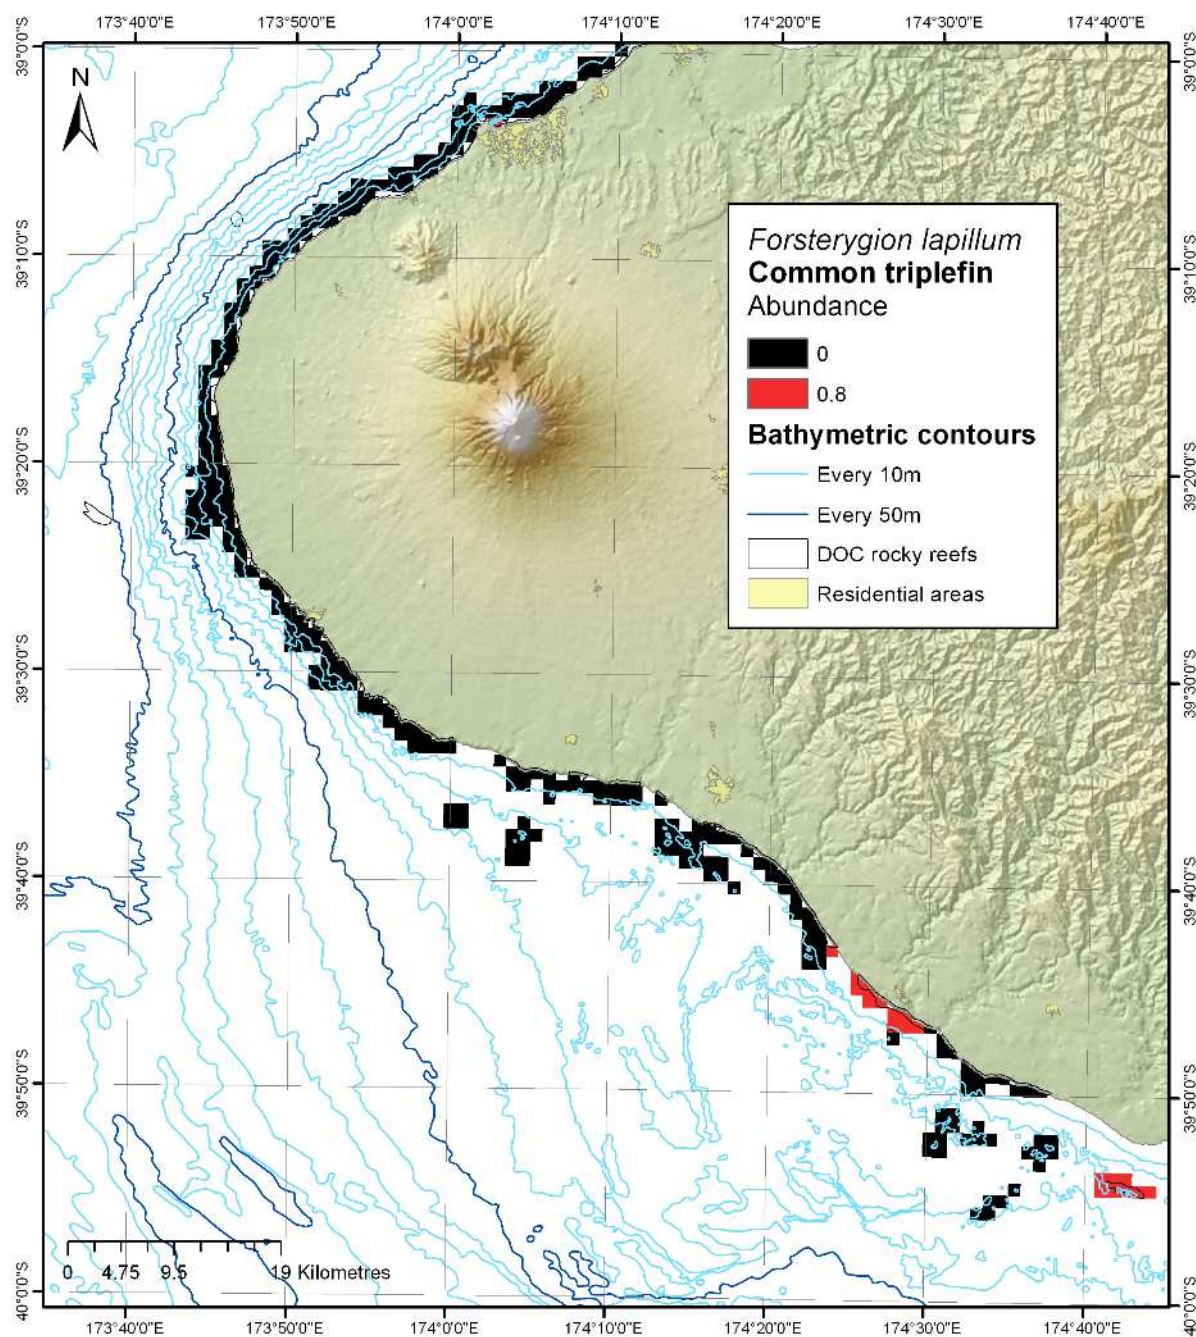 173°40'0"E 173°50'0"E 174°0'0"E 174°10'0"E 174°20'0"E 174°30'0"E 174°40'0"E
39°0'0"S 39°0'0"S
N
39°10'0"S 39°10'0"S
Forsterygion lapillum
Common triplefin
Abundance
0
0.8
Bathymetric contours
Every 10m
Every 50m
DOC rocky reefs
Residential areas
39°20'0"S 39°20'0"S
39°30'0"S 39°30'0"S
39°40'0"S 39°40'0"S
39°50'0"S 39°50'0"S
0 4.75 9.5 19 Kilometres
40°0'0"S 40°0'0"S
173°40'0"E 173°50'0"E 174°0'0"E 174°10'0"E 174°20'0"E 174°30'0"E 174°40'0"E